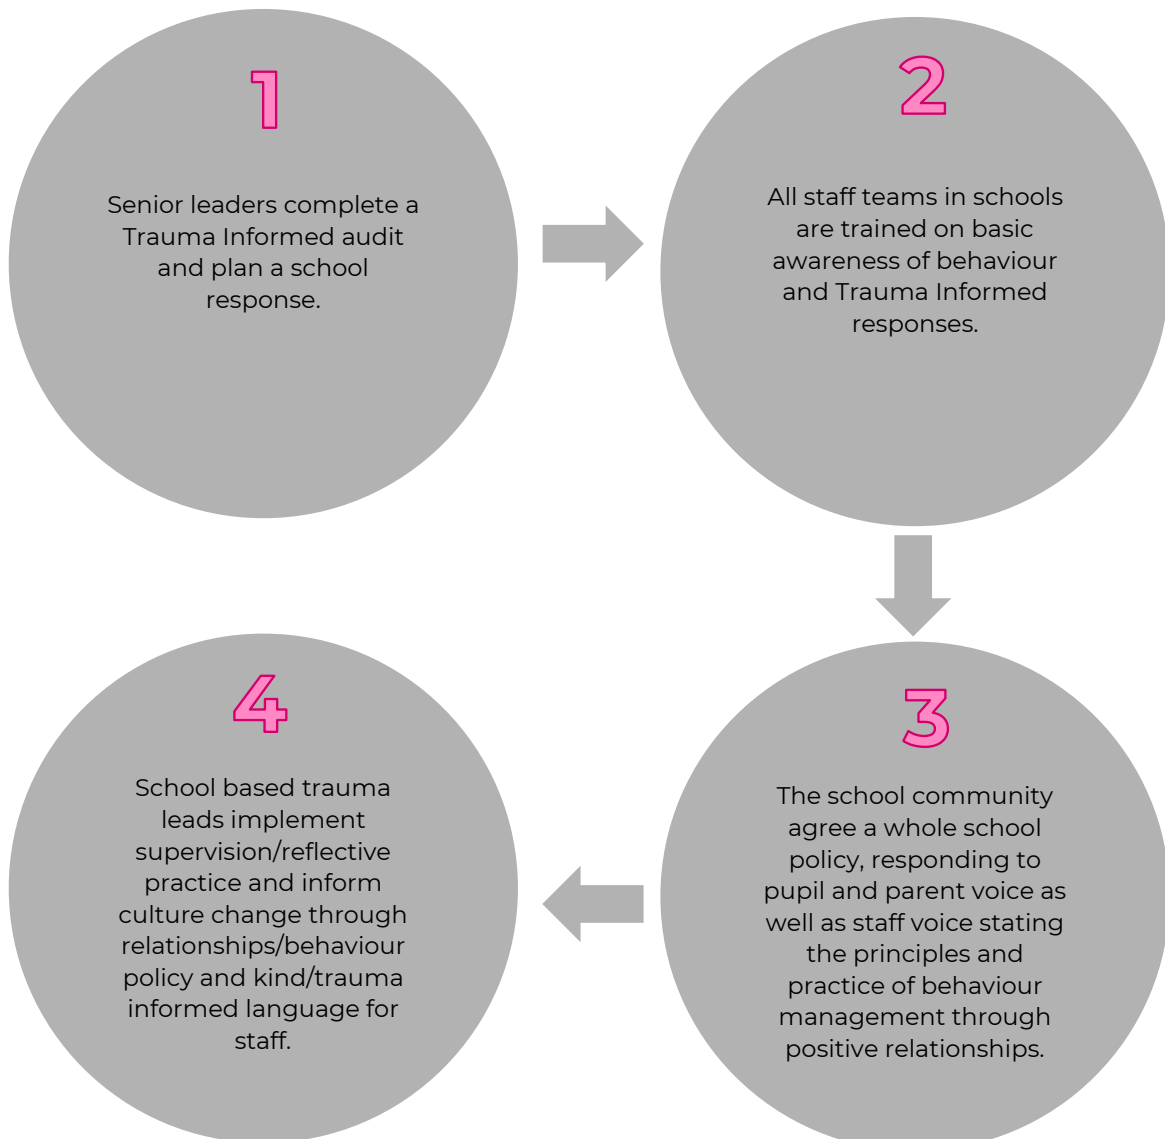 1
Senior leaders complete a
Trauma Informed audit
and plan a school
response.
2
All staff teams in schools
are trained on basic
awareness of behaviour
and Trauma Informed
responses.
3
The school community
agree a whole school
policy, responding to
pupil and parent voice as
well as staff voice stating
the principles and
practice of behaviour
management through
positive relationships.
4
School based trauma
leads implement
supervision/reflective
practice and inform
culture change through
relationships/behaviour
policy and kind/trauma
informed language for
staff.